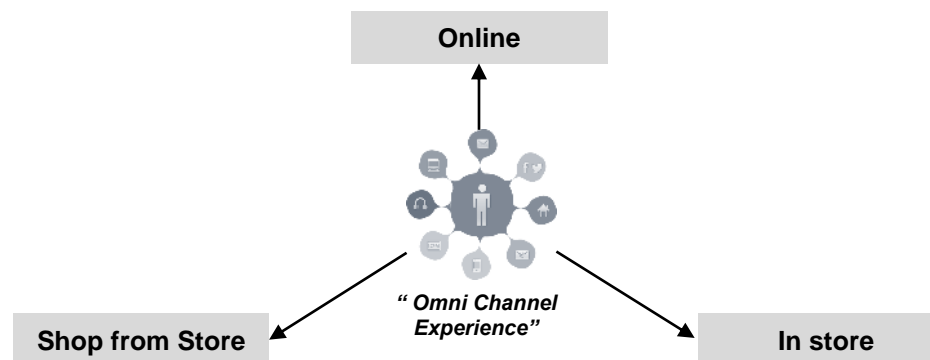 Online
“ Omni Channel
Experience”
Shop from Store
In store